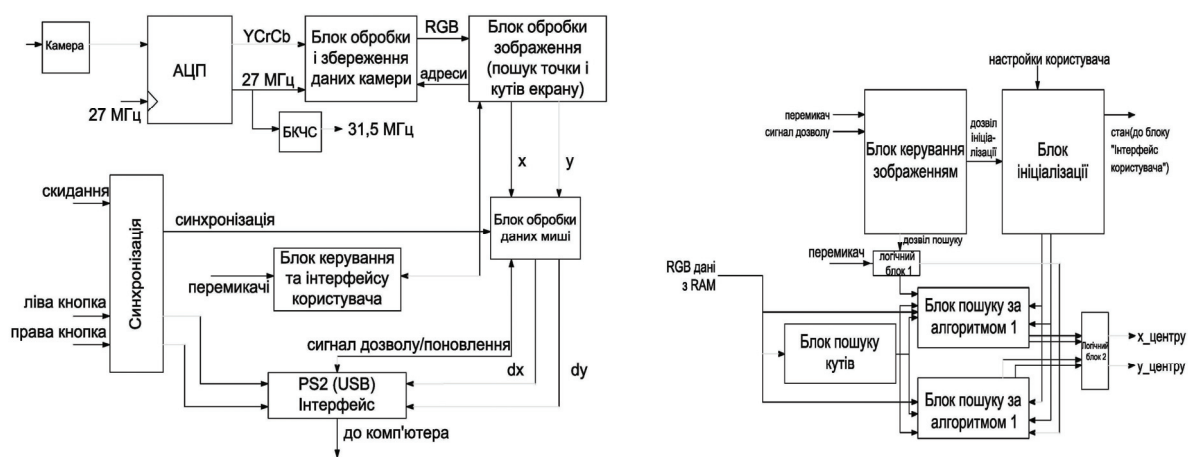 Камера
АЦП
27 МГц
YCrCb
27 МГц
БКЧС
31,5 МГц
Блок обробки
і збереження
даних камери
RGB
адреси
Блок обробки
зображення
(пошук точки і
кутів екрану)
x
y
скидання
Синхронізація
синхронізація
Блок обробки
даних миші
Блок керування
та інтерфейсу
користувача
перемикачі
ліва кнопка
права кнопка
сигнал дозволу/поновлення
dx
dy
PS2 (USB)
Інтерфейс
до комп'ютера
настройки користувача
перемикач
сигнал дозволу
Блок керування
зображенням
дозвіл
ініціа-
лізації
Блок
ініціалізації
стан(до блоку
"Інтерфейс
користувача")
дозвіл пошуку
перемикач
логічний
блок 1
RGB дані
з RAM
Блок пошуку
кутів
Блок пошуку за
алгоритмом 1
Логічний
блок 2
x_центру
y_центру
Блок пошуку за
алгоритмом 1